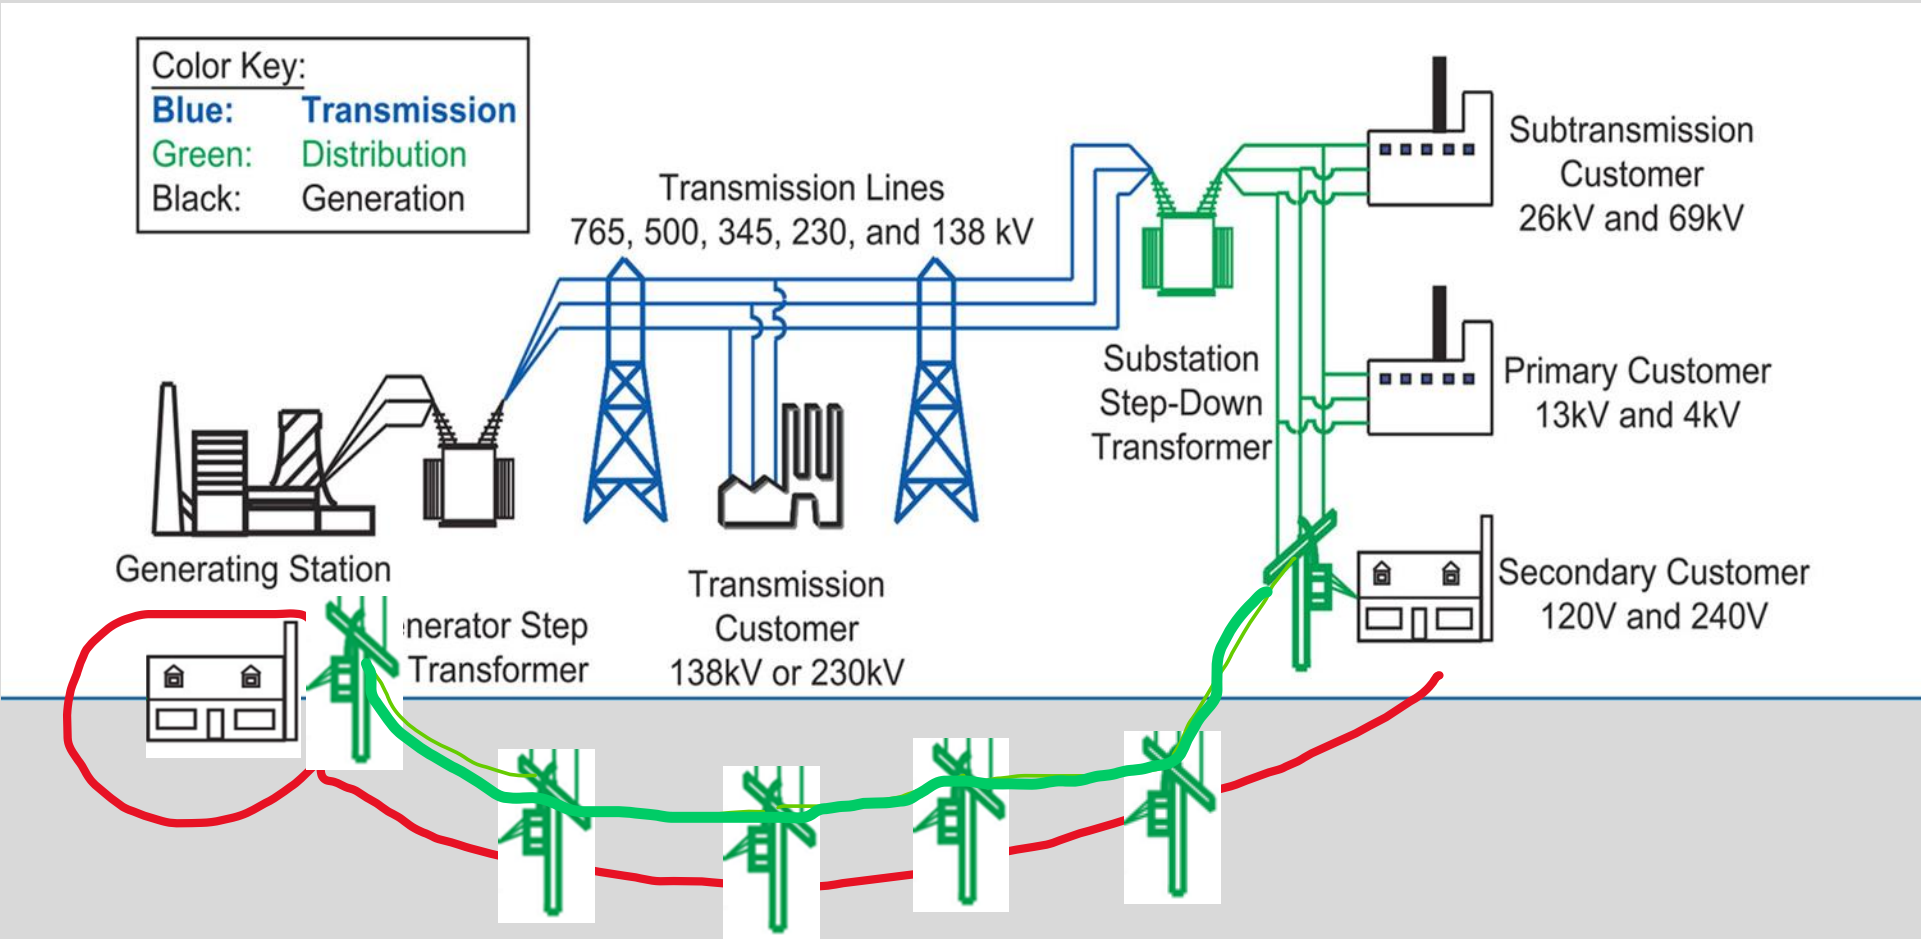 Color Key:
Blue: Transmission
Green: Distribution
Black: Generation
Transmission Lines
765, 500, 345, 230, and 138 kV
Subtransmission
Customer
26kV and 69kV
Substation
Step-Down
Transformer
Primary Customer
13kV and 4kV
Generating Station
nerator Step
Transformer
Transmission
Customer
138kV or 230kV
Secondary Customer
120V and 240V